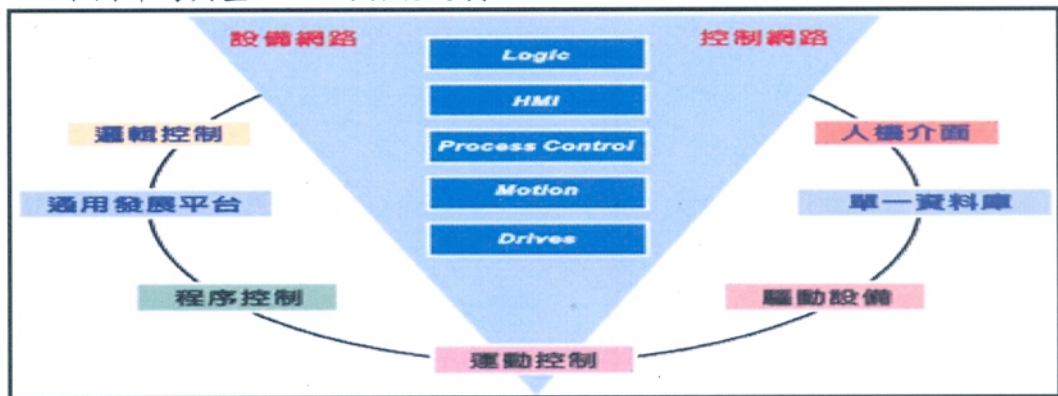 設備網路
控制網路
Logic
HMI
Process Control
Motion
Drives
邏輯控制
人機介面
通用發展平台
單一資料庫
程序控制
驅動設備
運動控制